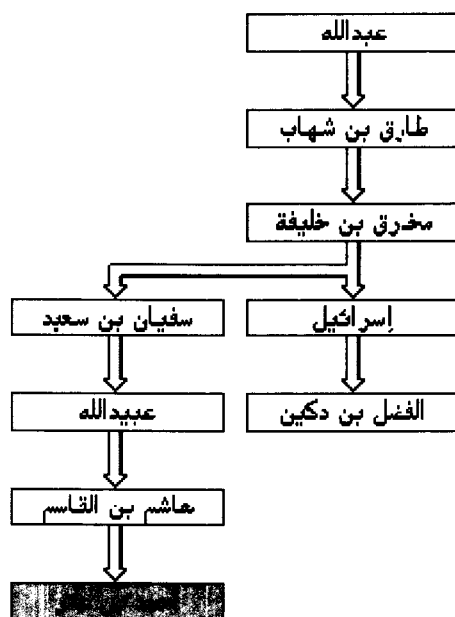 عبدالله
طارق بن شهاب
مخرق بن خليفة
إسرائيل
سفيان بن سعيد
الفضل بن دكين
عبيدالله
هاشم بن القاسم